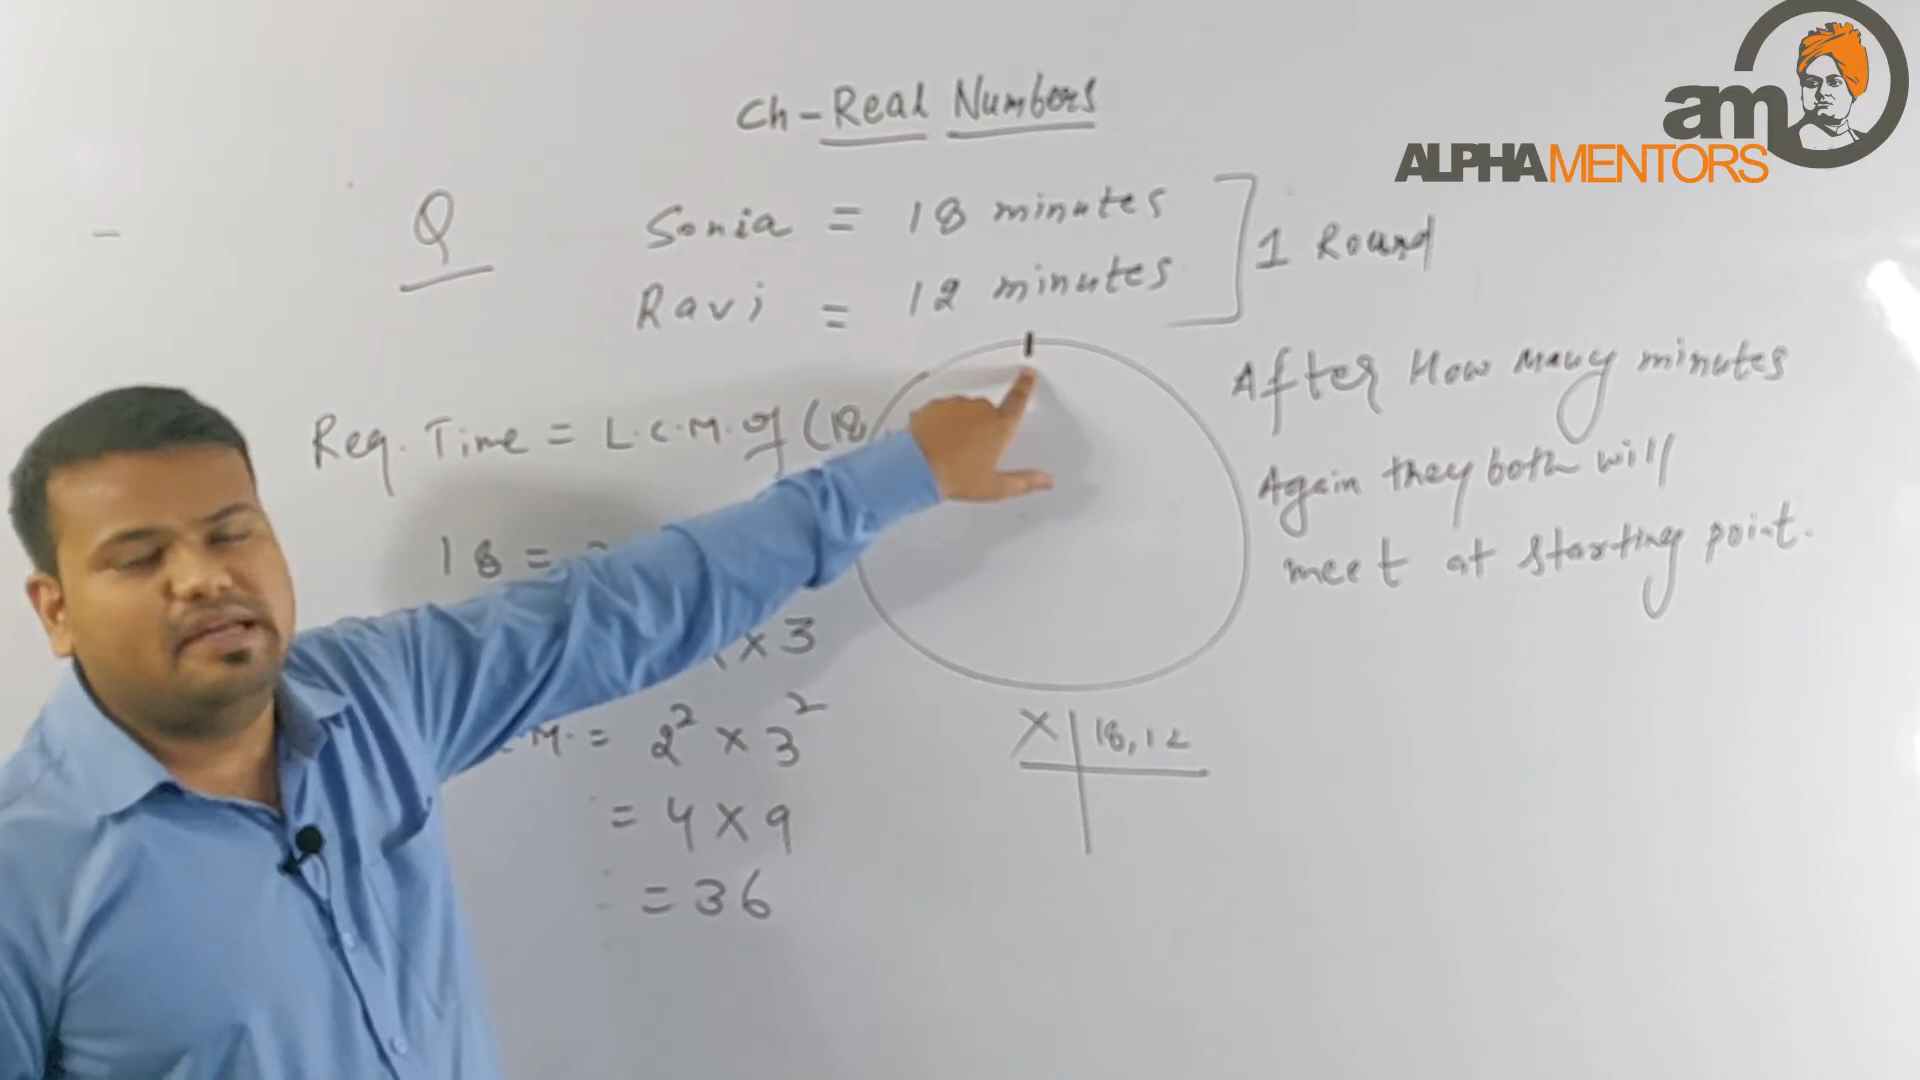 am
ALPHAMENTORS
Ch-Real Numbers
Q
Sonia = 18 minutes
Ravi = 12 minutes
1 Round
After How Many minutes
Again they both will
meet at starting point.
Req. Time = L.C.M. of (18
18 =
x 3
M. = 2² x 3²
= 4 x 9
= 36
X 18,12